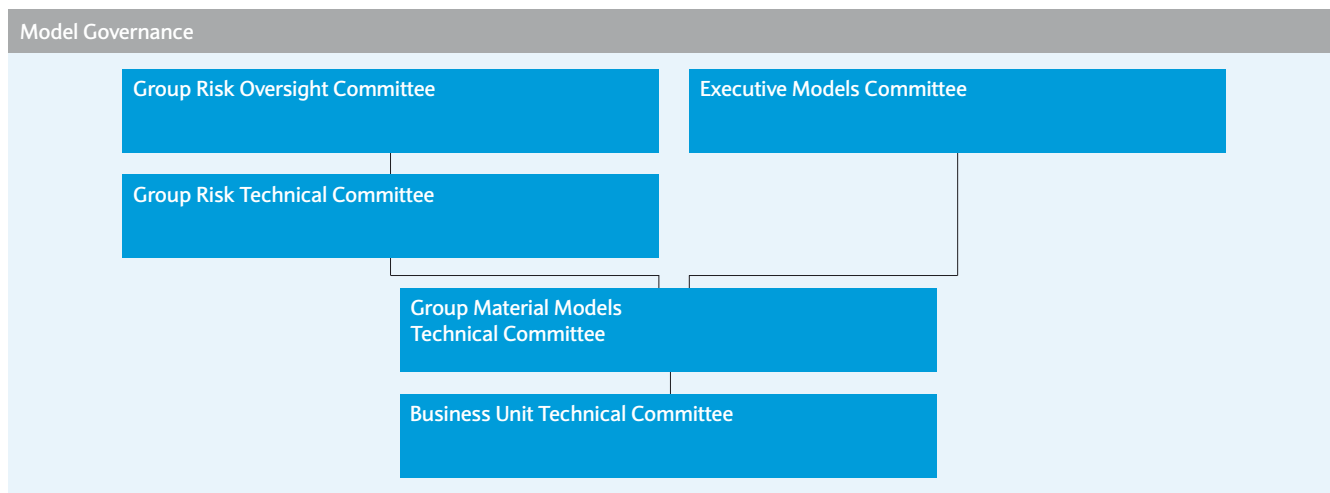 Model Governance
Group Risk Oversight Committee
Executive Models Committee
Group Risk Technical Committee
Group Material Models
Technical Committee
Business Unit Technical Committee